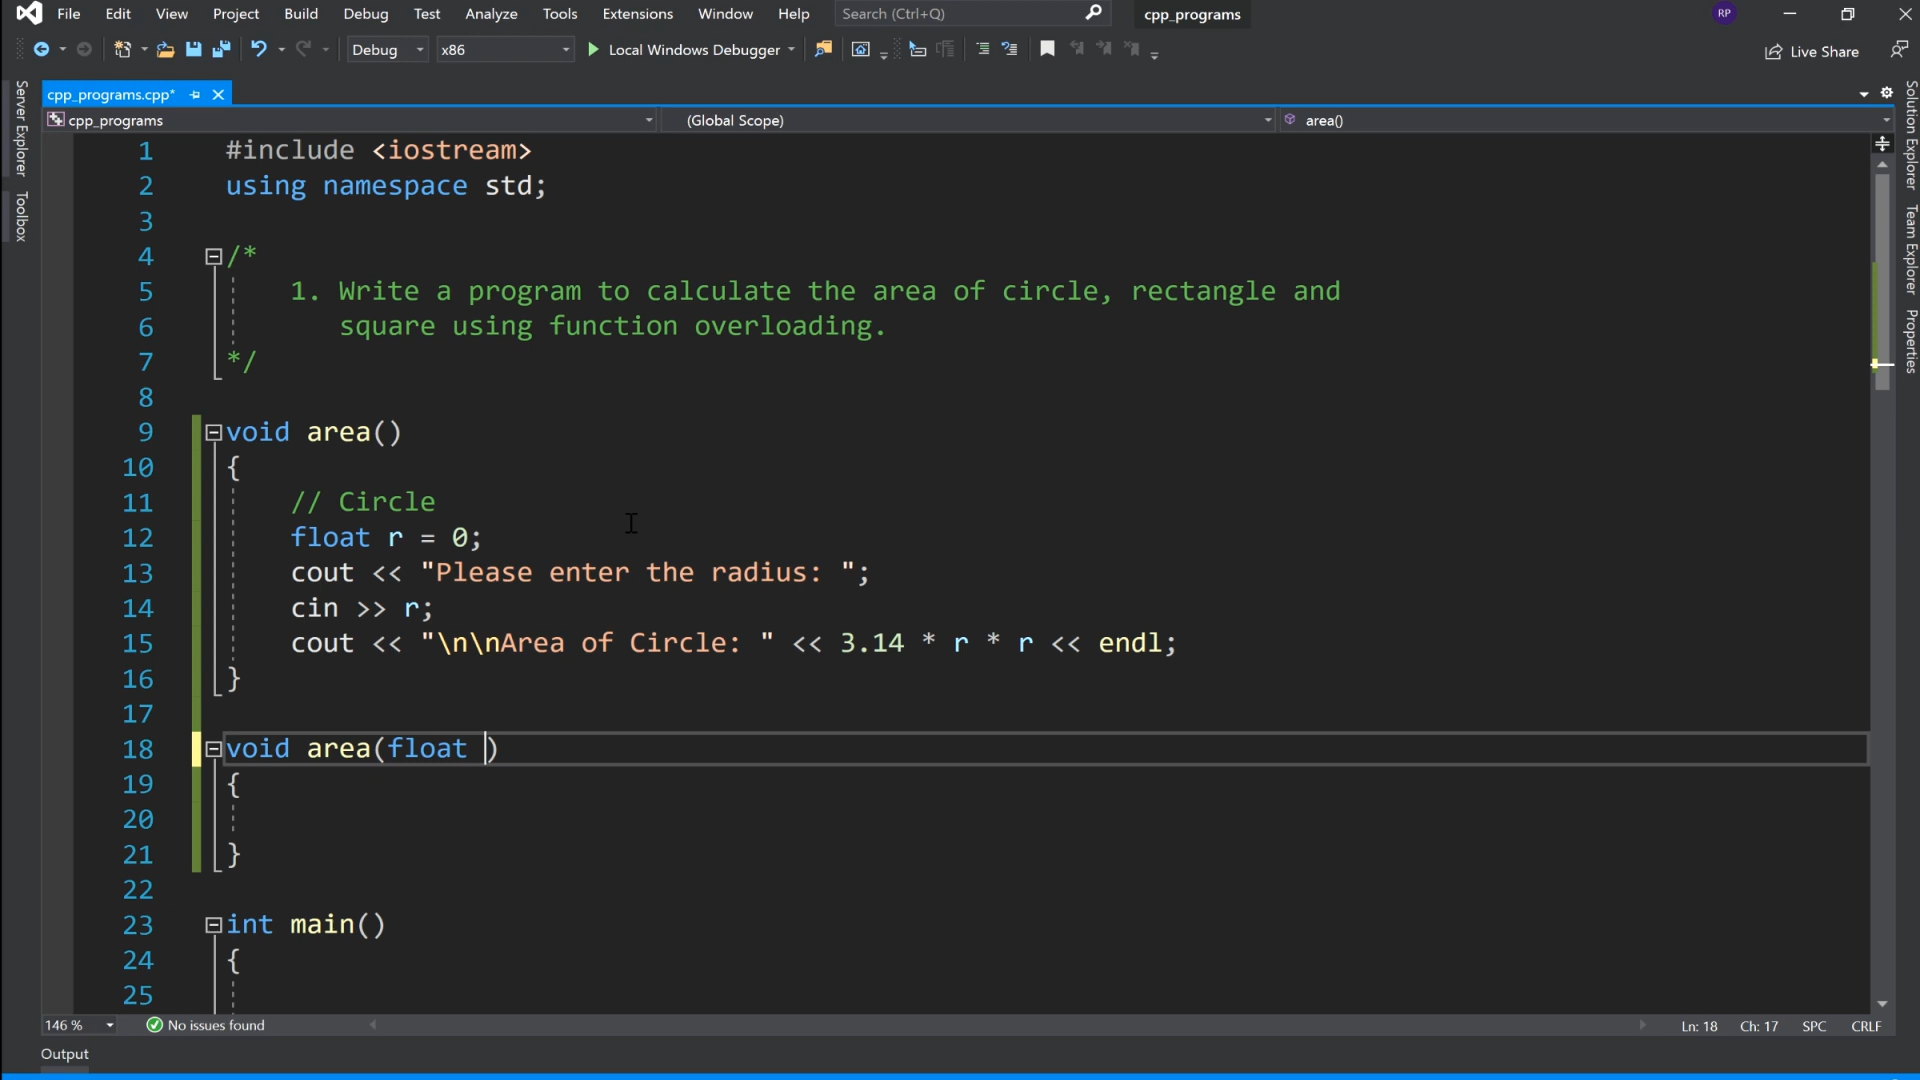 File Edit View Project Build Debug Test Analyze Tools Extensions Window Help Search (Ctrl+Q) cpp_programs RP
Debug x86 Local Windows Debugger Live Share
cpp_programs.cpp*
cpp_programs (Global Scope) area()
Server Explorer
Toolbox
Solution Explorer
Team Explorer
Properties
1 #include <iostream>
2 using namespace std;
3
4 /*
5 1. Write a program to calculate the area of circle, rectangle and
6 square using function overloading.
7 */
8
9 void area()
10 {
11 // Circle
12 float r = 0;
13 cout << "Please enter the radius: ";
14 cin >> r;
15 cout << "\n\nArea of Circle: " << 3.14 * r * r << endl;
16 }
17
18 void area(float )
19 {
20
21 }
22
23 int main()
24 {
25
146 % No issues found Ln: 18 Ch: 17 SPC CRLF
Output